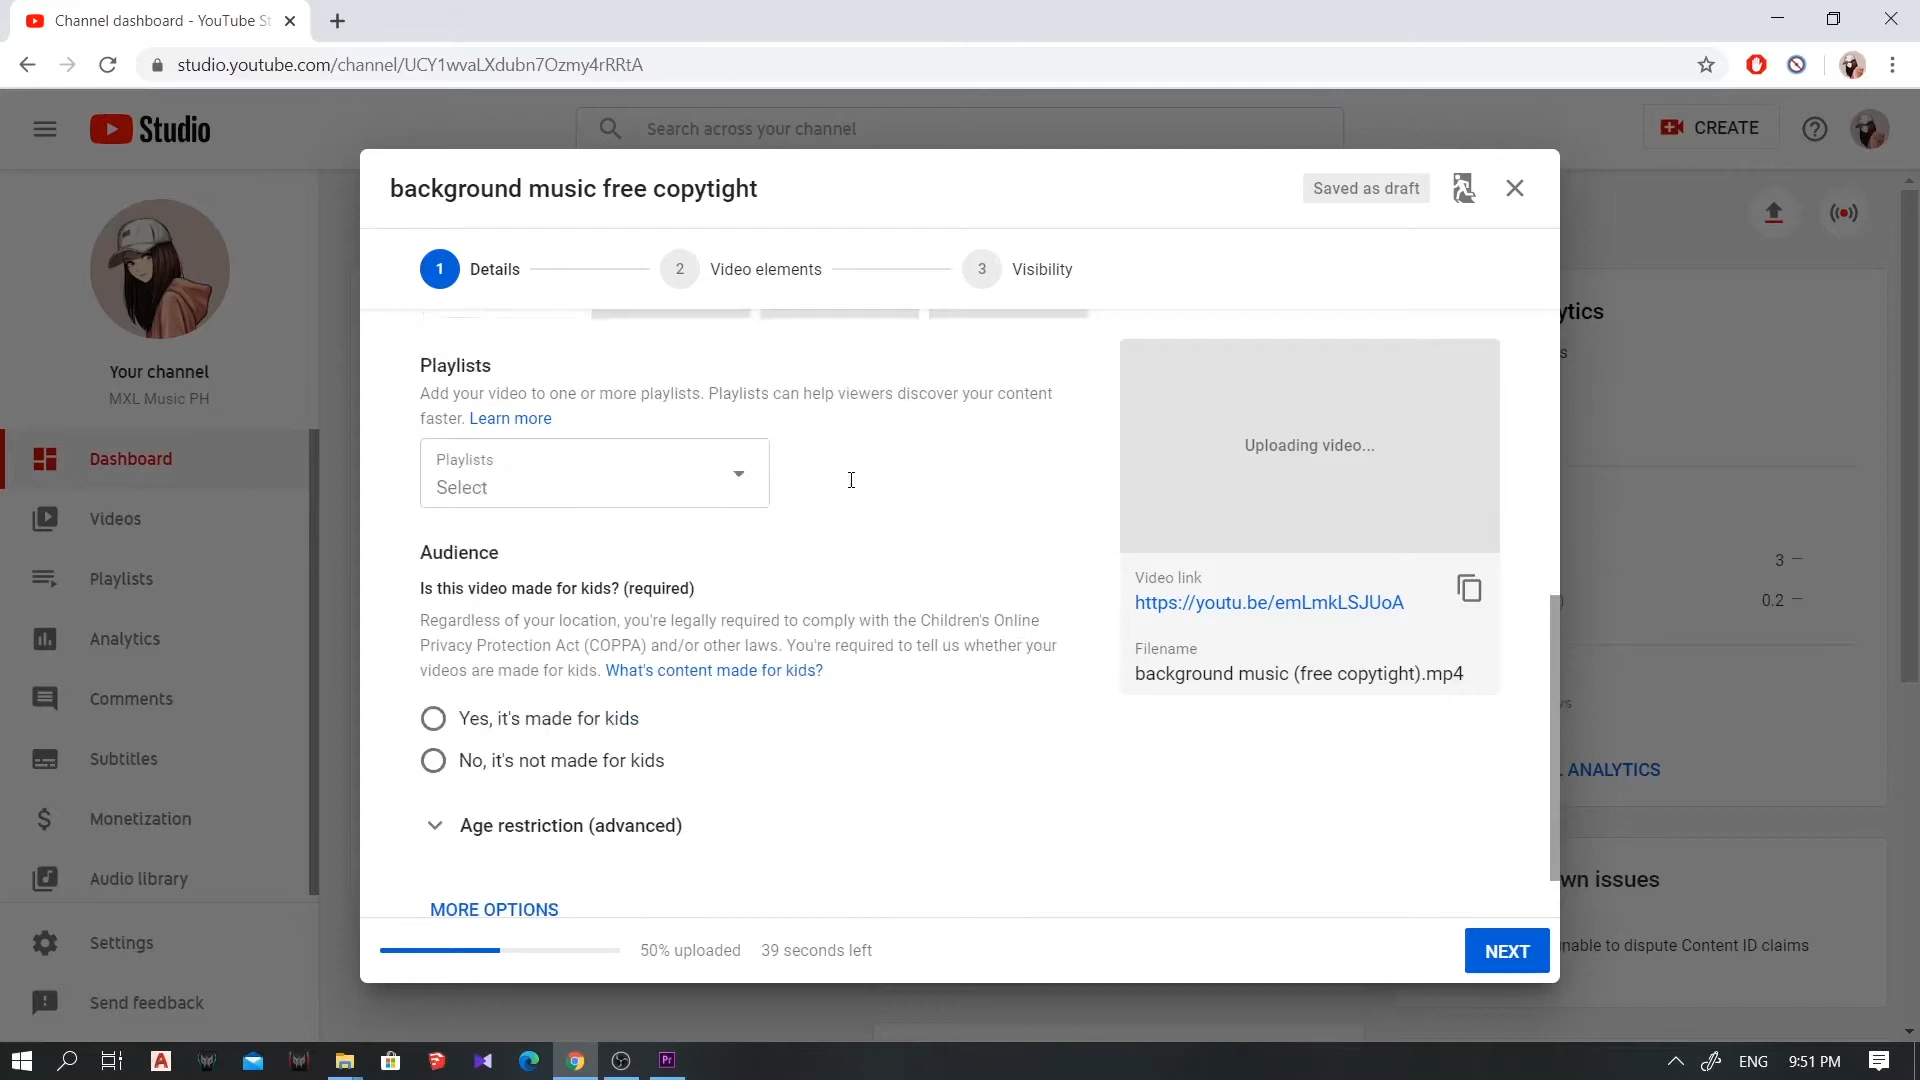 Channel dashboard - YouTube St
studio.youtube.com/channel/UCY1wvaLXdubn7Ozmy4rRRtA
Studio
Search across your channel
CREATE
background music free copytight
Saved as draft
1 Details
2 Video elements
3 Visibility
Your channel
MXL Music PH
Dashboard
Videos
Playlists
Analytics
Comments
Subtitles
Monetization
Audio library
Settings
Send feedback
Playlists
Add your video to one or more playlists. Playlists can help viewers discover your content
faster. Learn more
Playlists
Select
Audience
Is this video made for kids? (required)
Regardless of your location, you're legally required to comply with the Children's Online
Privacy Protection Act (COPPA) and/or other laws. You're required to tell us whether your
videos are made for kids. What's content made for kids?
Yes, it's made for kids
No, it's not made for kids
Age restriction (advanced)
MORE OPTIONS
Uploading video...
Video link
https://youtu.be/emLmkLSJUoA
Filename
background music (free copytight).mp4
50% uploaded 39 seconds left
NEXT
ytics
s
3 —
0.2 —
ANALYTICS
wn issues
nable to dispute Content ID claims
Pr
ENG
9:51 PM